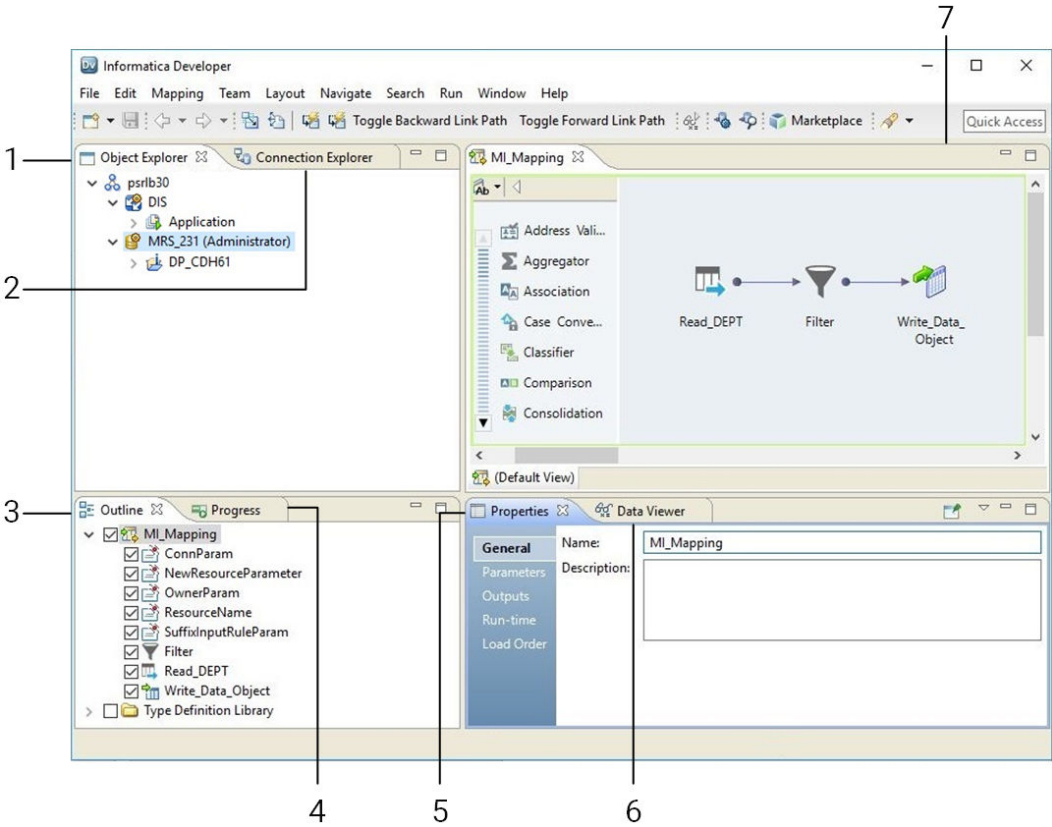 7
Informatica Developer
File Edit Mapping Team Layout Navigate Search Run Window Help
Toggle Backward Link Path Toggle Forward Link Path Marketplace Quick Access
1
Object Explorer Connection Explorer
psrlb30
DIS
Application
MRS_231 (Administrator)
DP_CDH61
2
MI_Mapping
Ab
Address Vali...
Aggregator
Association
Case Conve...
Classifier
Comparison
Consolidation
Read_DEPT
Filter
Write_Data_
Object
(Default View)
3
Outline Progress
MI_Mapping
ConnParam
NewResourceParameter
OwnerParam
ResourceName
SuffixInputRuleParam
Filter
Read_DEPT
Write_Data_Object
Type Definition Library
Properties Data Viewer
General
Parameters
Outputs
Run-time
Load Order
Name: MI_Mapping
Description:
4 5 6